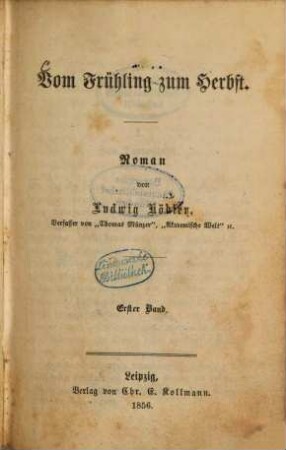 Vom Frühling zum Herbst.
Roman
von
Ludwig Köhler,
Verfasser von „Thomas Münzer“, „Akademische Welt“ ꝛc.
Erster Band.
Leipzig,
Verlag von Chr. E. Kollmann.
1856.